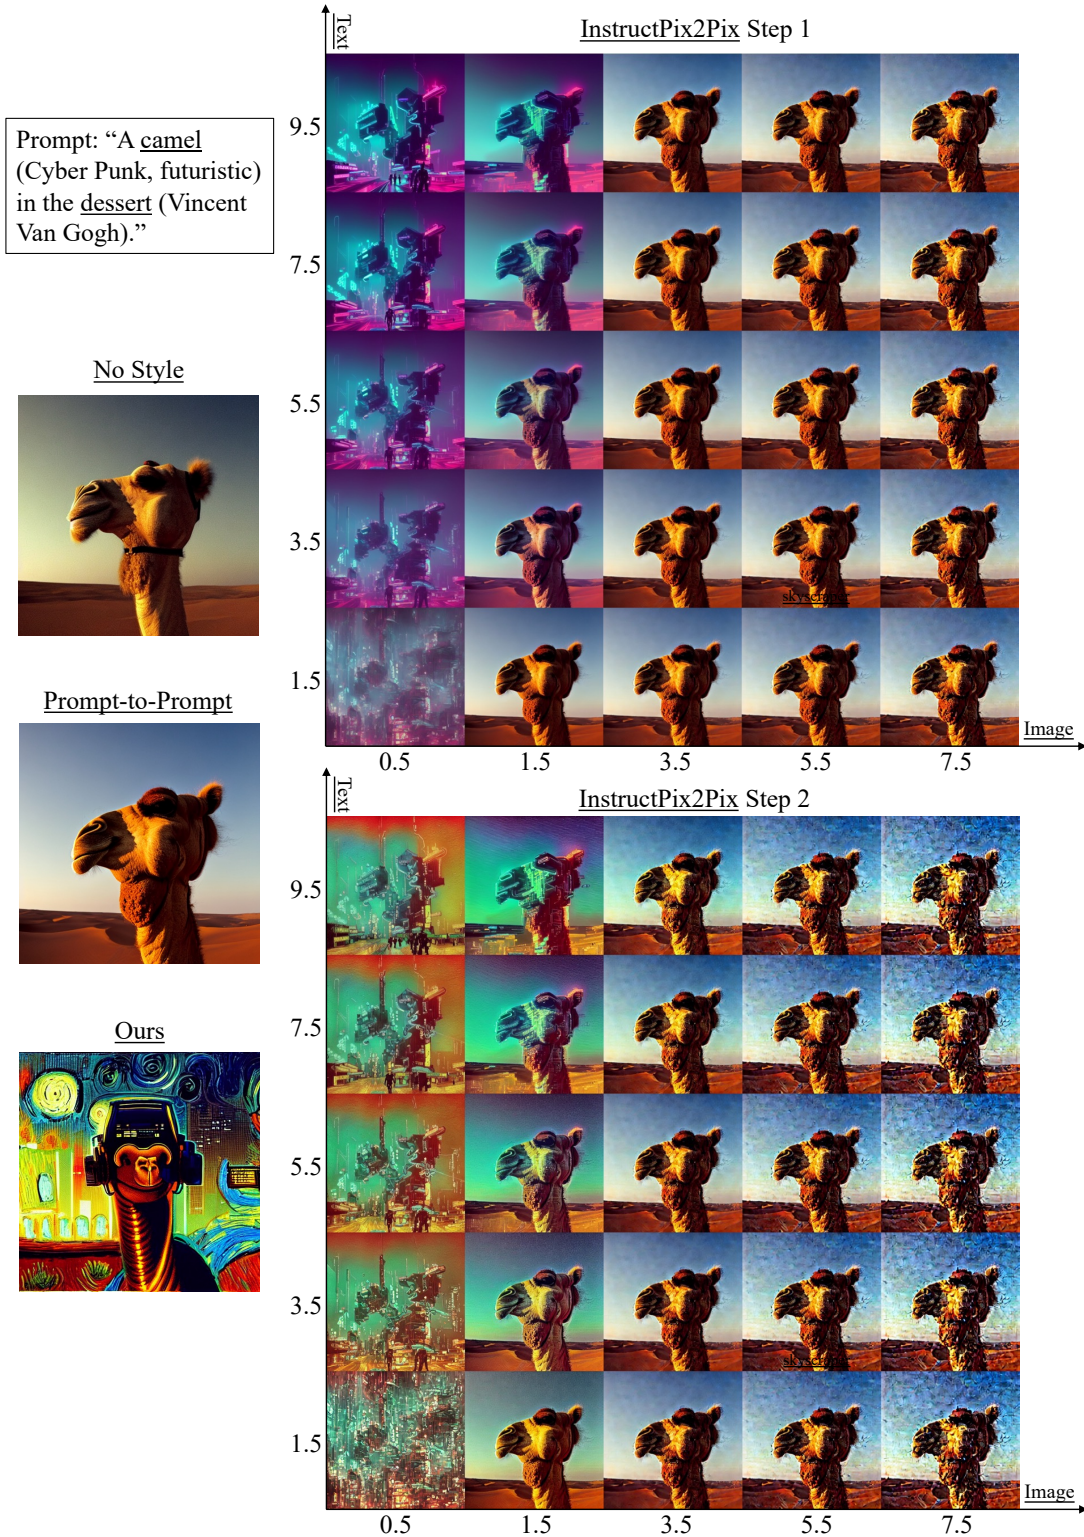 Text
InstructPix2Pix Step 1
Prompt: “A camel
(Cyber Punk, futuristic)
in the dessert (Vincent
Van Gogh).”
9.5
7.5
5.5
3.5
1.5
skyscraper
Image
0.5 1.5 3.5 5.5 7.5
No Style
Prompt-to-Prompt
Ours
Text
InstructPix2Pix Step 2
9.5
7.5
5.5
3.5
1.5
skyscraper
Image
0.5 1.5 3.5 5.5 7.5